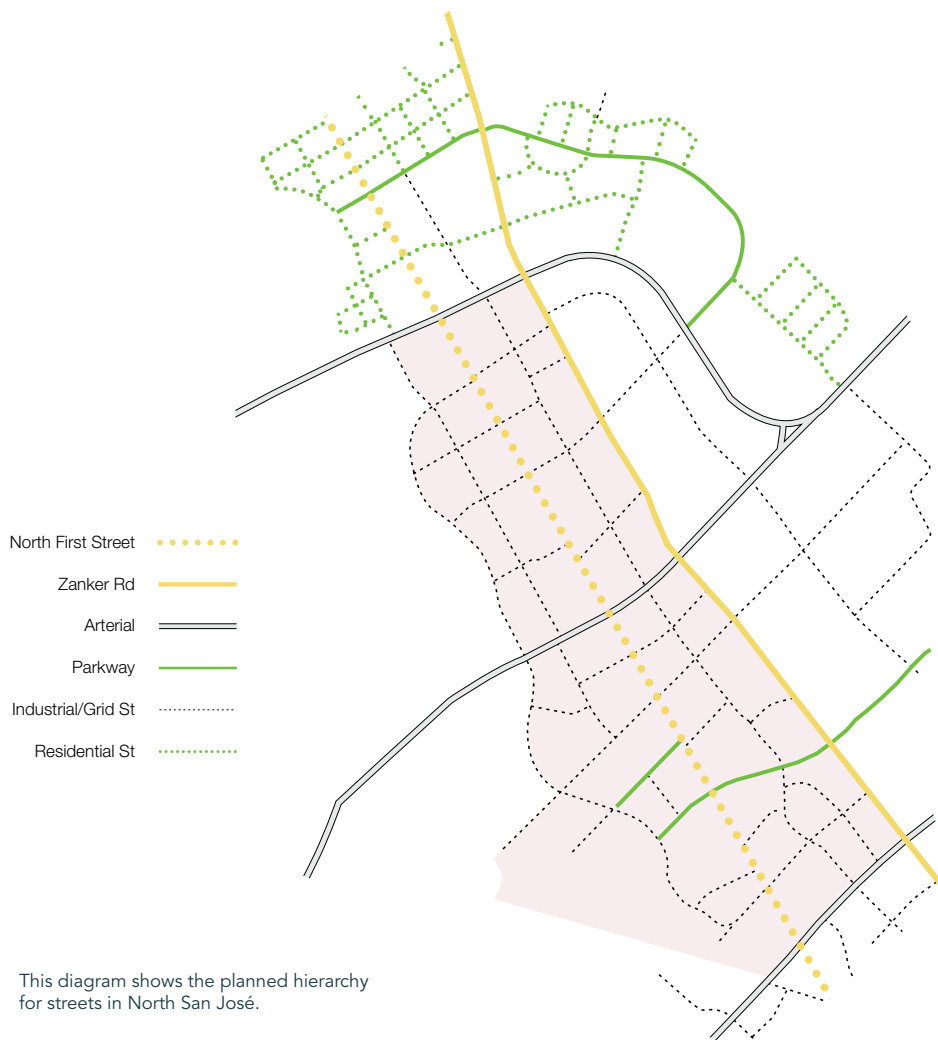 North First Street
Zanker Rd
Arterial
Parkway
Industrial/Grid St
Residential St
This diagram shows the planned hierarchy
for streets in North San José.